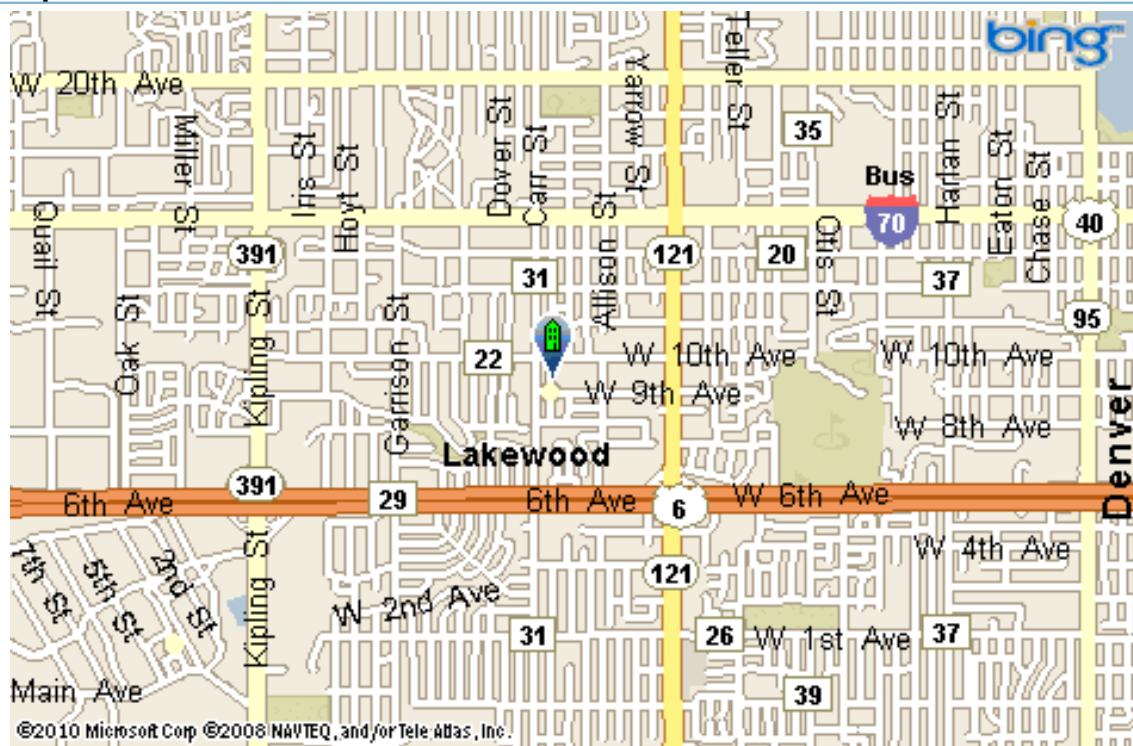 bing™
W 20th Ave
Miller St
Iris St
Hoyt St
Dover St
Carr St
Yarrow St
Teller St
35
Bus
70
Harlan St
Eaton St
Chase St
Quail St
391
Allison St
121
20
Otis St
37
40
31
95
Oak St
Kipling St
Garrison St
22
W 10th Ave
W 10th Ave
W 9th Ave
W 8th Ave
Lakewood
Denver
391
6th Ave
29
6th Ave
6
W 6th Ave
7th St
5th St
2nd St
Kipling St
W 2nd Ave
121
W 4th Ave
31
26
W 1st Ave
37
Main Ave
39
©2010 Microsoft Corp ©2008 NAVTEQ, and/or Tele Atlas, Inc.